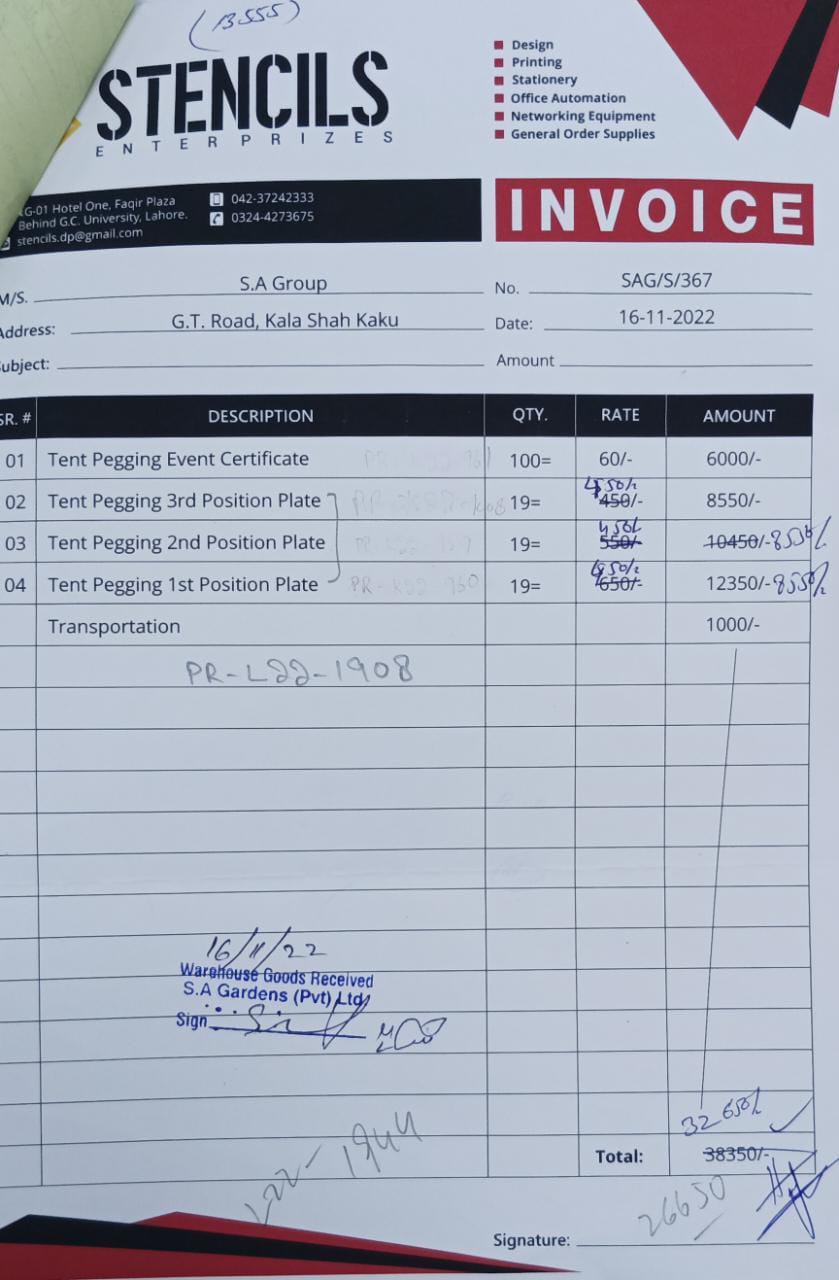 (13555)
STENCILS
ENTERPRIZES
Design
Printing
Stationery
Office Automation
Networking Equipment
General Order Supplies
G-01 Hotel One, Faqir Plaza
Behind G.C. University, Lahore.
stencils.dp@gmail.com
042-37242333
0324-4273675
INVOICE
M/S. S.A Group No. SAG/S/367
Address: G.T. Road, Kala Shah Kaku Date: 16-11-2022
Subject: Amount
SR. # DESCRIPTION QTY. RATE AMOUNT
01 Tent Pegging Event Certificate 100= 60/- 6000/-
450/-
02 Tent Pegging 3rd Position Plate 19= 450/- 8550/-
450/-
03 Tent Pegging 2nd Position Plate 19= 550/- 10450/- 8550/-
450/-
04 Tent Pegging 1st Position Plate PR-K22-960 19= 650/- 12350/- 8550/-
Transportation 1000/-
PR-L22-1908
16/11/22
Warehouse Goods Received
S.A Gardens (Pvt) Ltd
Sign
32650/-
L22-1944
Total: 38350/-
26650
Signature: